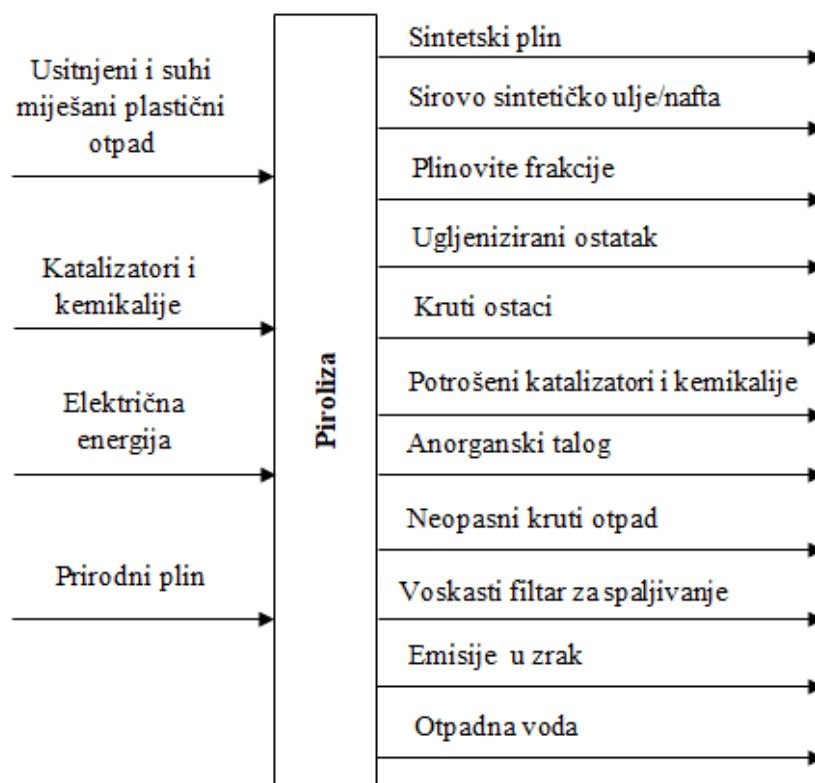 Usitnjeni i suhi
miješani plastični
otpad
Katalizatori i
kemikalije
Električna
energija
Prirodni plin
Piroliza
Sintetski plin
Sirovo sintetičko ulje/nafta
Plinovite frakcije
Ugljenizirani ostatak
Kruti ostaci
Potrošeni katalizatori i kemikalije
Anorganski talog
Neopasni kruti otpad
Voskasti filtar za spaljivanje
Emisije u zrak
Otpadna voda